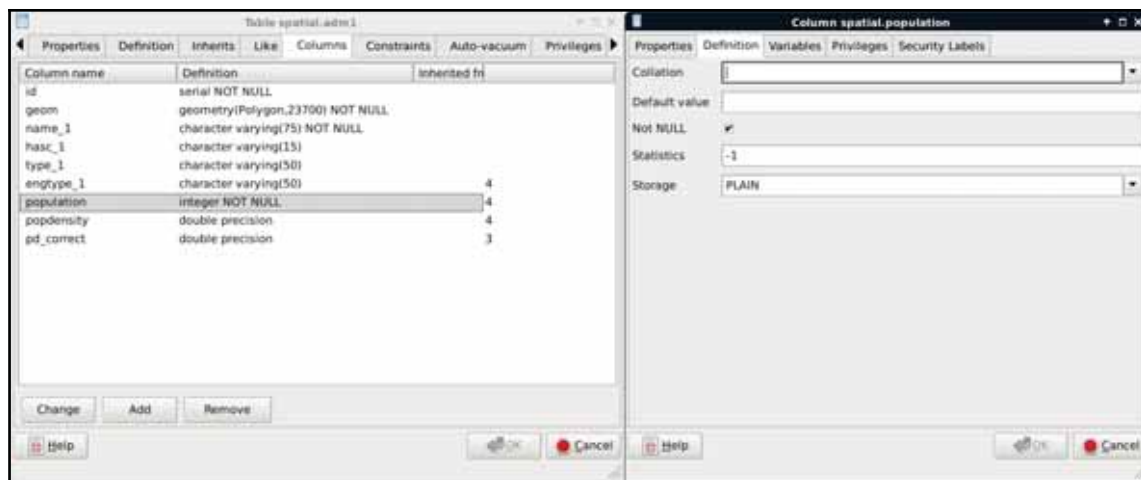 Table spatial.adm1
Properties Definition Inherits Like Columns Constraints Auto-vacuum Privileges
Column name Definition Inherited fr
id serial NOT NULL
geom geometry(Polygon,23700) NOT NULL
name_1 character varying(75) NOT NULL
hasc_1 character varying(15)
type_1 character varying(50)
engtype_1 character varying(50) 4
population integer NOT NULL 4
popdensity double precision 4
pd_correct double precision 3
Change Add Remove
Help OK Cancel
Column spatial.population
Properties Definition Variables Privileges Security Labels
Collation
Default value
Not NULL
Statistics -1
Storage PLAIN
Help OK Cancel